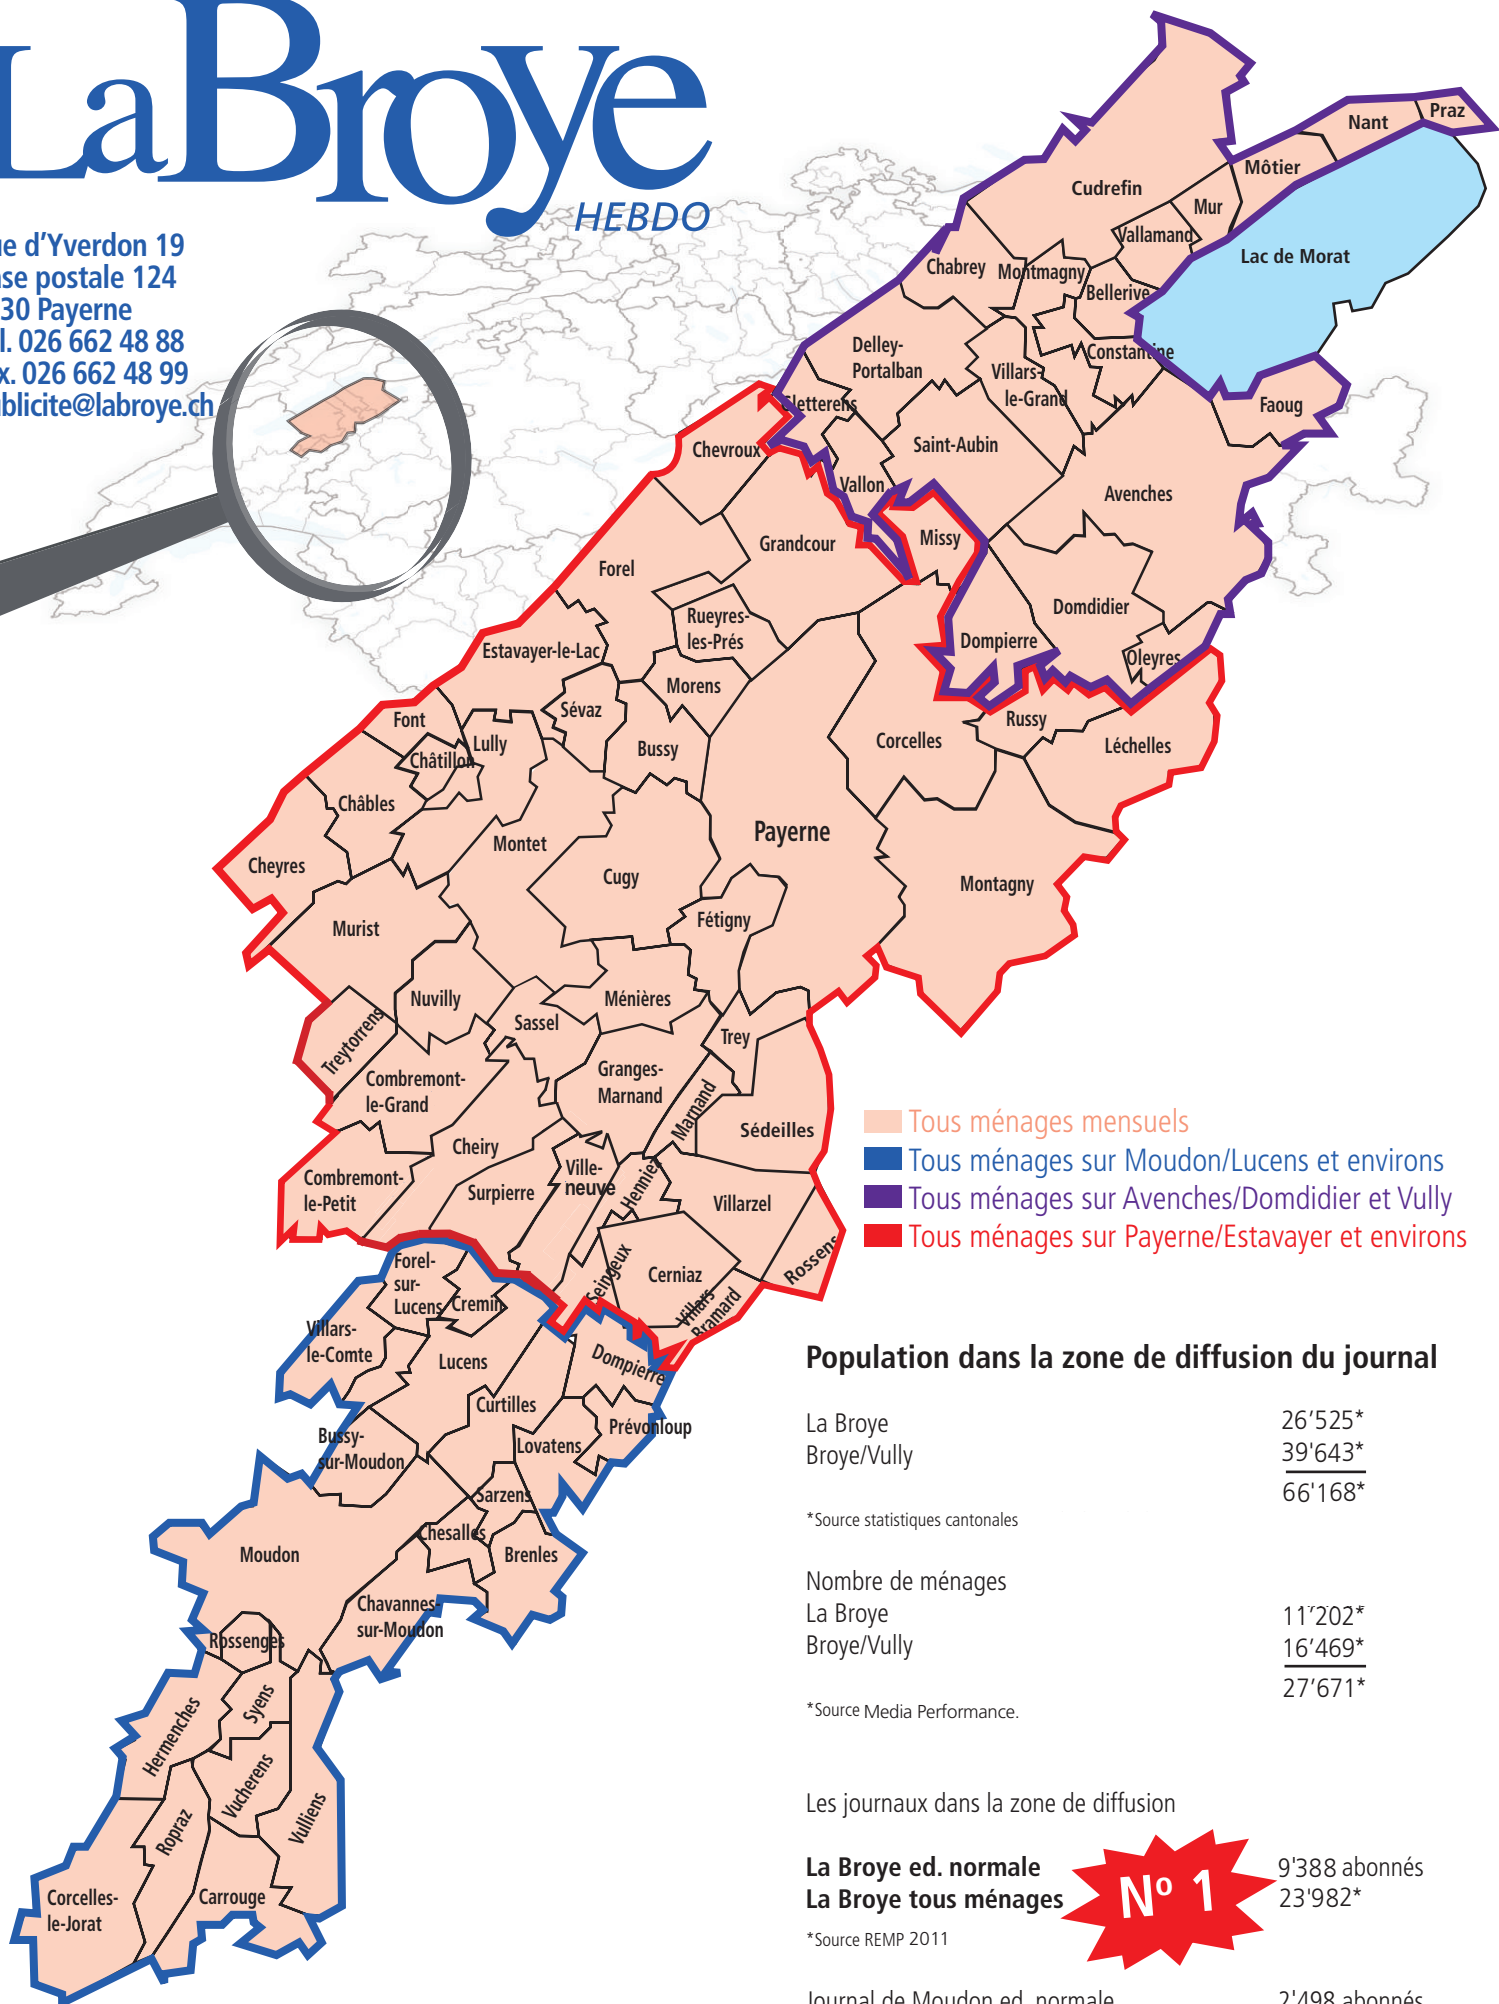 LaBroye
HEBDO
d'Yverdon 19
postale 124
30 Payerne
026 662 48 88
026 662 48 99
@labroye.ch
Praz
Nant
Môtier
Cudrefin
Mur
Vallamand
Lac de Morat
Chabrey
Montmagny
Bellerive
Delley-
Portalban
Constantine
Villars-
le-Grand
Gletterens
Faoug
Chevroux
Saint-Aubin
Vallon
Avenches
Missy
Grandcour
Forel
Domdidier
Rueyres-
les-Prés
Dompierre
Estavayer-le-Lac
Oleyres
Morens
Sévaz
Font
Russy
Lully
Bussy
Corcelles
Léchelles
Châtillon
Châbles
Payerne
Montet
Cheyres
Cugy
Montagny
Fétigny
Murist
Nuvilly
Ménières
Sassel
Treytorrens
Trey
Combremont-
le-Grand
Granges-
Marnand
Marnand
Sédeilles
Cheiry
Combremont-
le-Petit
Ville-
neuve
Henniez
Surpierre
Villarzel
Rossens
Seingeux
Cerniaz
Villars
Bramard
Tous ménages mensuels
Tous ménages sur Moudon/Lucens et environs
Tous ménages sur Avenches/Domdidier et Vully
Tous ménages sur Payerne/Estavayer et environs
Forel-
sur-
Lucens
Cremin
Villars-
le-Comte
Lucens
Dompierre
Curtilles
Prévonloup
Bussy-
sur-Moudon
Lovatens
Sarzens
Chesalles
Moudon
Brenles
Chavannes-
sur-Moudon
Rossenges
Syens
Hermenches
Vucherens
Vulliens
Ropraz
Corcelles-
le-Jorat
Carrouge
Population dans la zone de diffusion du journal
La Broye 26’525*
Broye/Vully 39'643*
66'168*
*Source statistiques cantonales
Nombre de ménages
La Broye 11’202*
Broye/Vully 16’469*
27’671*
*Source Media Performance.
Les journaux dans la zone de diffusion
La Broye ed. normale 9'388 abonnés
La Broye tous ménages 23'982*
Nº 1
*Source REMP 2011
Journal de Moudon ed. normale 2'498 abonnés